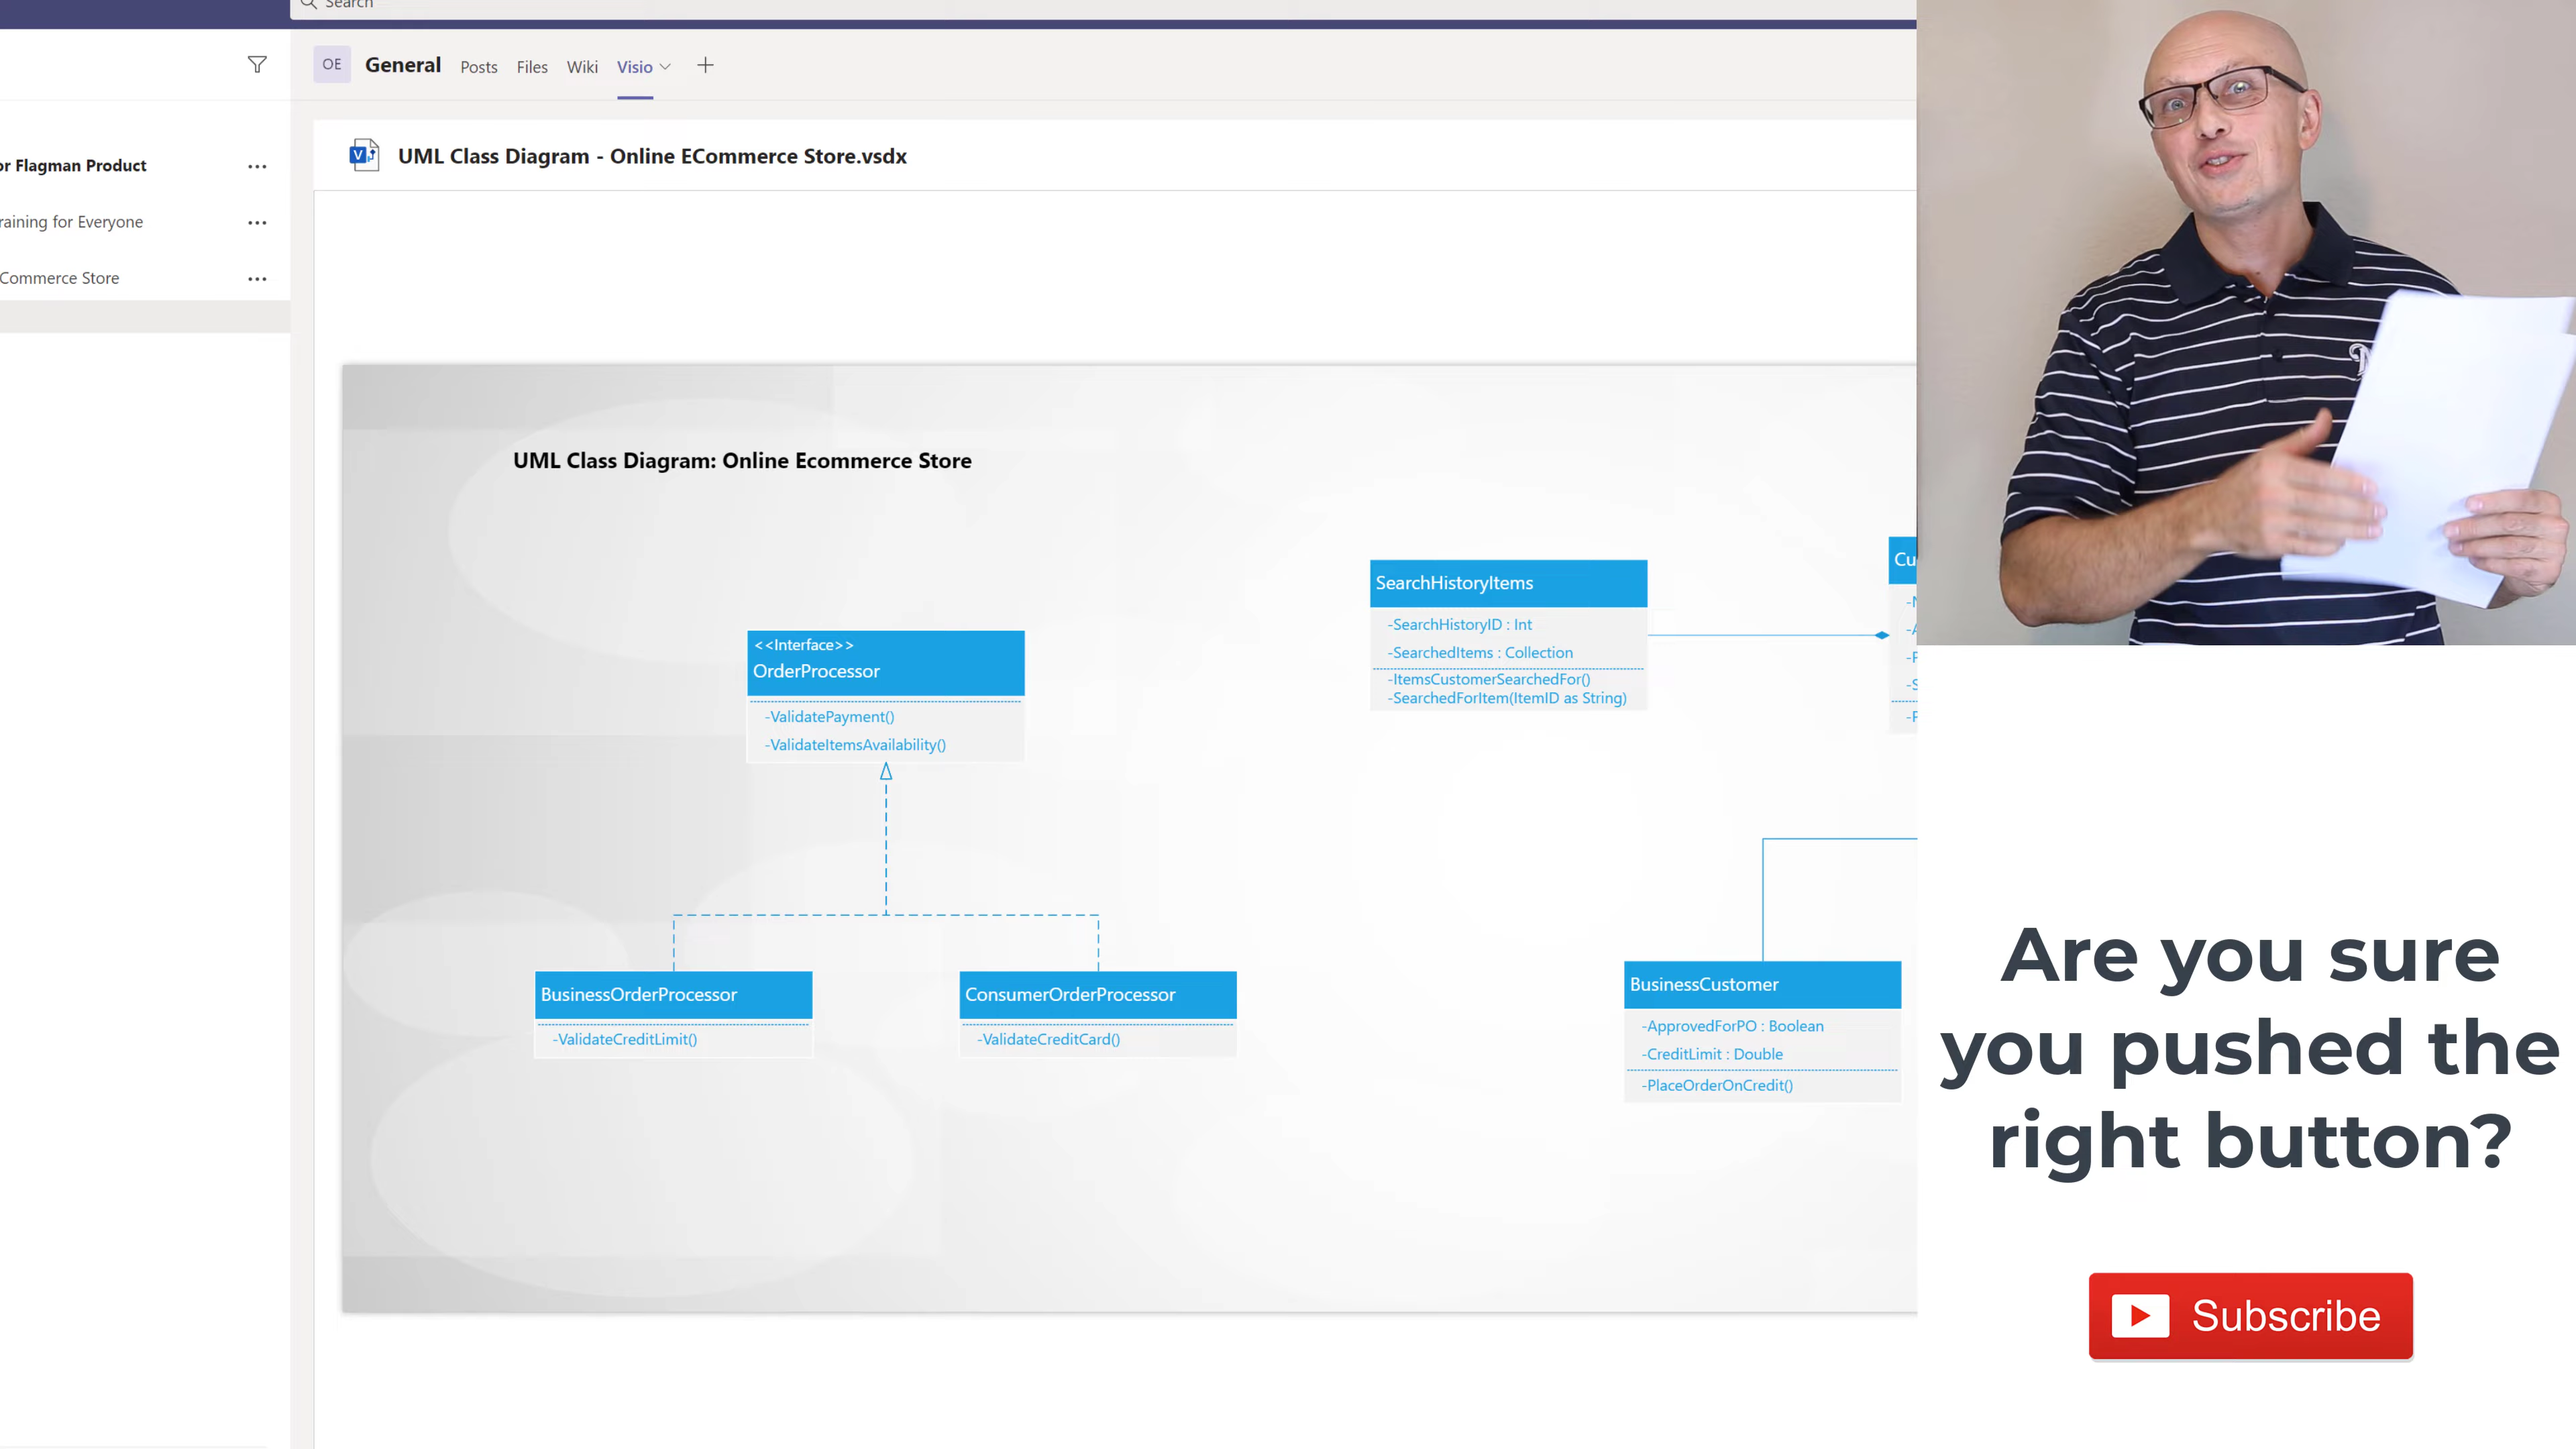 Search
OE General Posts Files Wiki Visio
or Flagman Product
raining for Everyone
Commerce Store
UML Class Diagram - Online ECommerce Store.vsdx
UML Class Diagram: Online Ecommerce Store
<<Interface>>
OrderProcessor
-ValidatePayment()
-ValidateItemsAvailability()
BusinessOrderProcessor
-ValidateCreditLimit()
ConsumerOrderProcessor
-ValidateCreditCard()
SearchHistoryItems
-SearchHistoryID : Int
-SearchedItems : Collection
-ItemsCustomerSearchedFor()
-SearchedForItem(ItemID as String)
Cu
BusinessCustomer
-ApprovedForPO : Boolean
-CreditLimit : Double
-PlaceOrderOnCredit()
Are you sure
you pushed the
right button?
Subscribe